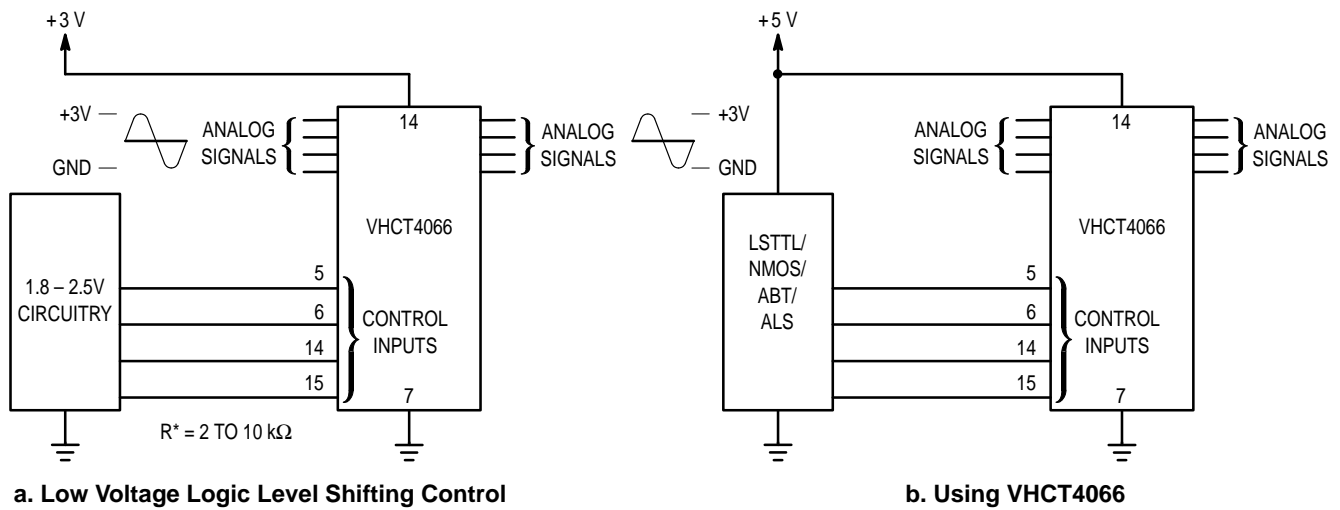 +3 V
+3V
GND
ANALOG
SIGNALS
14
ANALOG
SIGNALS
VHCT4066
1.8 – 2.5V
CIRCUITRY
5
6
14
15
CONTROL
INPUTS
7
R* = 2 TO 10 kΩ
a. Low Voltage Logic Level Shifting Control
+5 V
+3V
GND
ANALOG
SIGNALS
14
ANALOG
SIGNALS
VHCT4066
LSTTL/
NMOS/
ABT/
ALS
5
6
14
15
CONTROL
INPUTS
7
b. Using VHCT4066